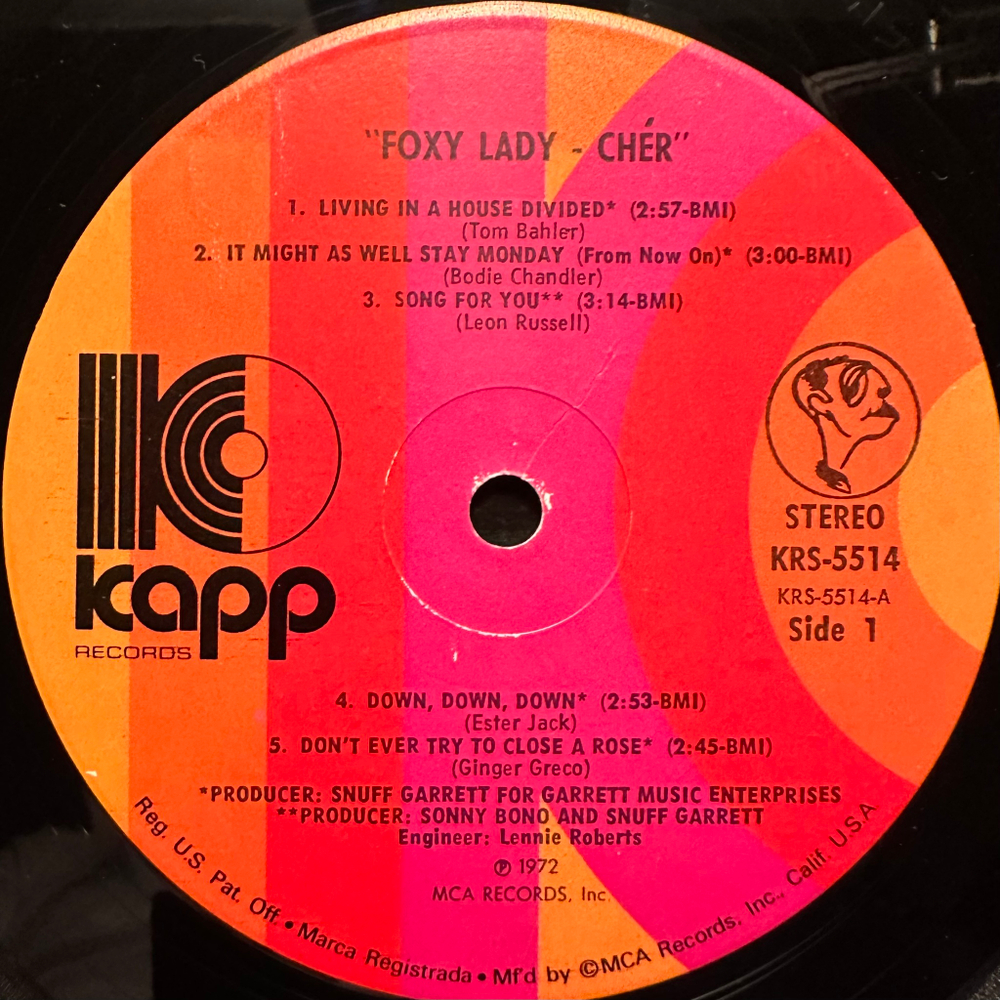 "FOXY LADY - CHÉR"
1. LIVING IN A HOUSE DIVIDED* (2:57-BMI)
(Tom Bahler)
2. IT MIGHT AS WELL STAY MONDAY (From Now On)* (3:00-BMI)
(Bodie Chandler)
3. SONG FOR YOU** (3:14-BMI)
(Leon Russell)
kapp
RECORDS
STEREO
KRS-5514
KRS-5514-A
Side 1
4. DOWN, DOWN, DOWN* (2:53-BMI)
(Ester Jack)
5. DON'T EVER TRY TO CLOSE A ROSE* (2:45-BMI)
(Ginger Greco)
*PRODUCER: SNUFF GARRETT FOR GARRETT MUSIC ENTERPRISES
**PRODUCER: SONNY BONO AND SNUFF GARRETT
Engineer: Lennie Roberts
℗ 1972
MCA RECORDS, Inc.
Reg. U.S. Pat. Off. • Marca Registrada • Mf'd by ©MCA Records, Inc., Calif. U.S.A